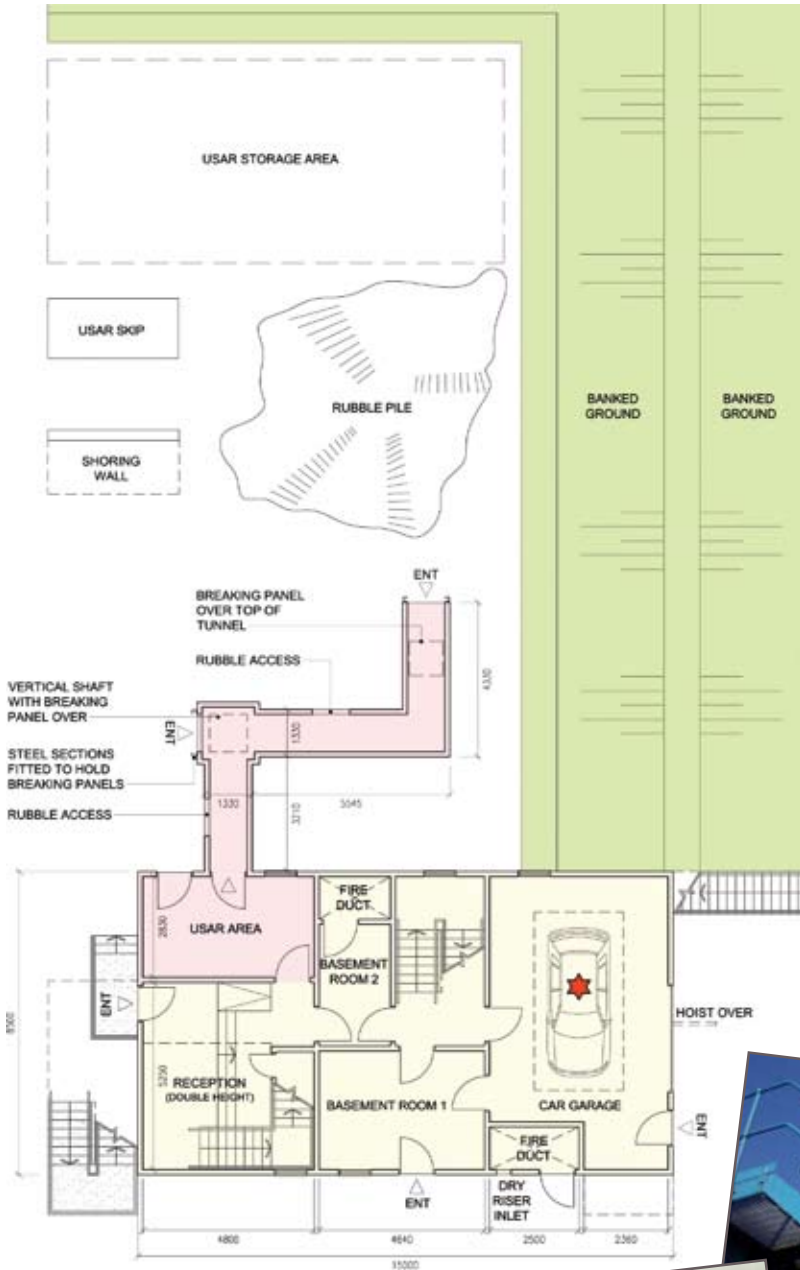 USAR STORAGE AREA
USAR SKIP
RUBBLE PILE
BANKED
GROUND
BANKED
GROUND
SHORING
WALL
ENT
BREAKING PANEL
OVER TOP OF
TUNNEL
RUBBLE ACCESS
4330
VERTICAL SHAFT
WITH BREAKING
PANEL OVER
ENT
1330
STEEL SECTIONS
FITTED TO HOLD
BREAKING PANELS
1330
3210
RUBBLE ACCESS
FIRE
DUCT
2830
USAR AREA
BASEMENT
ROOM 2
ENT
HOIST OVER
8500
RECEPTION
(DOUBLE HEIGHT)
BASEMENT ROOM 1
CAR GARAGE
ENT
FIRE
DUCT
ENT
DRY
RISER
INLET
4800
4640
2500
2360
15000